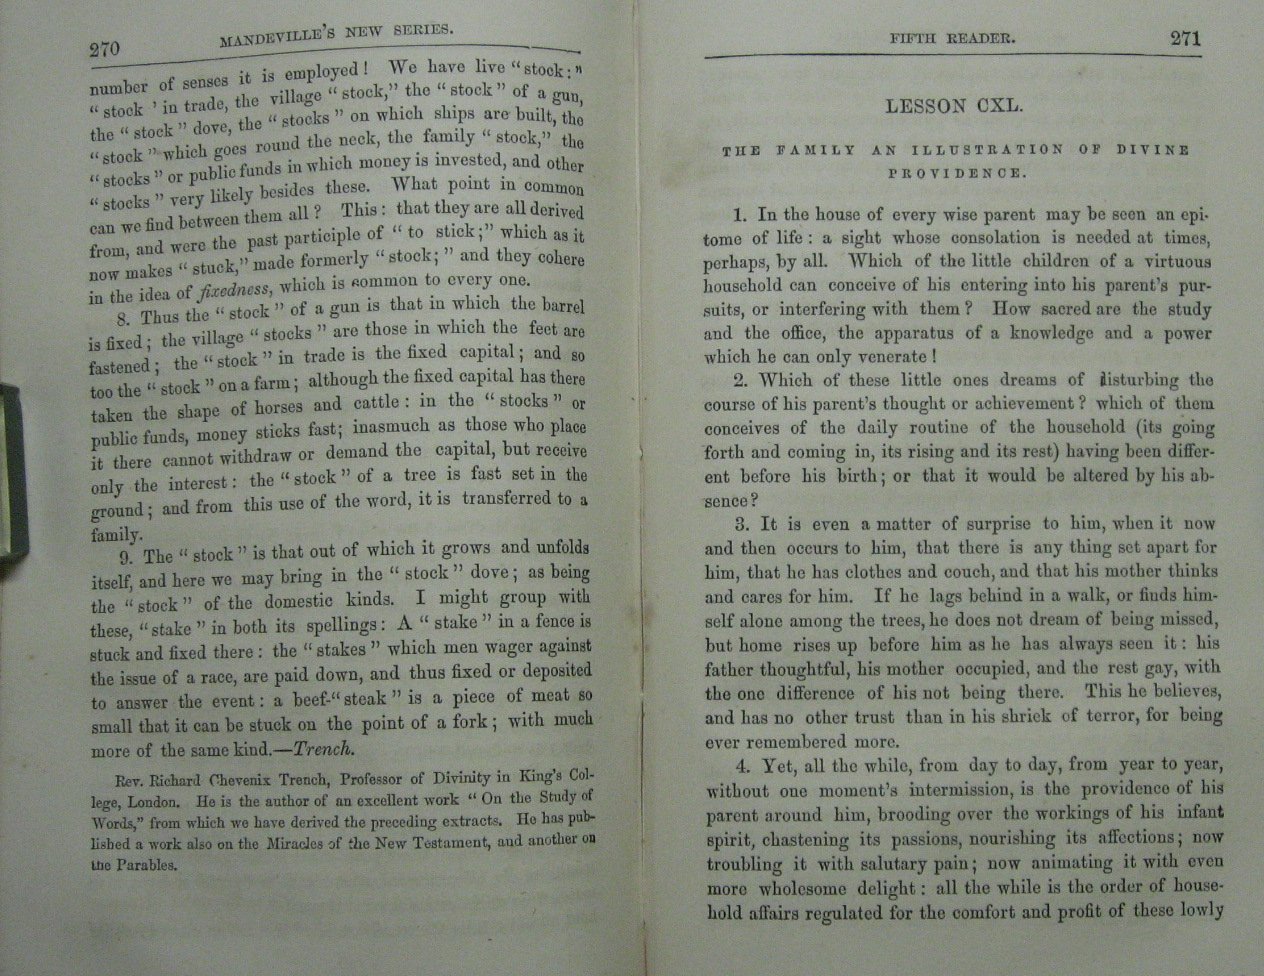 270
MANDEVILLE'S NEW SERIES.
number of senses it is employed! We have live "stock;"
"stock' in trade, the village "stock," the "stock" of a gun,
the "stock" dove, the "stocks" on which ships are built, the
"stock" which goes round the neck, the family "stock," the
"stocks" or public funds in which money is invested, and other
"stocks" very likely besides these. What point in common
can we find between them all? This: that they are all derived
from, and were the past participle of "to stick;" which as it
now makes "stuck," made formerly "stock;" and they cohere
in the idea of fixedness, which is common to every one.
8. Thus the "stock" of a gun is that in which the barrel
is fixed; the village "stocks" are those in which the feet are
fastened; the "stock" in trade is the fixed capital; and so
too the "stock" on a farm; although the fixed capital has there
taken the shape of horses and cattle: in the "stocks" or
public funds, money sticks fast; inasmuch as those who place
it there cannot withdraw or demand the capital, but receive
only the interest: the "stock" of a tree is fast set in the
ground; and from this use of the word, it is transferred to a
family.
9. The "stock" is that out of which it grows and unfolds
itself, and here we may bring in the "stock" dove; as being
the "stock" of the domestic kinds. I might group with
these, "stake" in both its spellings: A "stake" in a fence is
stuck and fixed there: the "stakes" which men wager against
the issue of a race, are paid down, and thus fixed or deposited
to answer the event: a beef-"steak" is a piece of meat so
small that it can be stuck on the point of a fork; with much
more of the same kind.—Trench.
Rev. Richard Chevenix Trench, Professor of Divinity in King's Col-
lege, London. He is the author of an excellent work "On the Study of
Words," from which we have derived the preceding extracts. He has pub-
lished a work also on the Miracles of the New Testament, and another on
the Parables.
FIFTH READER.
271
LESSON CXL.
THE FAMILY AN ILLUSTRATION OF DIVINE
PROVIDENCE.
1. In the house of every wise parent may be seen an epi-
tome of life: a sight whose consolation is needed at times,
perhaps, by all. Which of the little children of a virtuous
household can conceive of his entering into his parent's pur-
suits, or interfering with them? How sacred are the study
and the office, the apparatus of a knowledge and a power
which he can only venerate!
2. Which of these little ones dreams of disturbing the
course of his parent's thought or achievement? which of them
conceives of the daily routine of the household (its going
forth and coming in, its rising and its rest) having been differ-
ent before his birth; or that it would be altered by his ab-
sence?
3. It is even a matter of surprise to him, when it now
and then occurs to him, that there is any thing set apart for
him, that he has clothes and couch, and that his mother thinks
and cares for him. If he lags behind in a walk, or finds him-
self alone among the trees, he does not dream of being missed,
but home rises up before him as he has always seen it: his
father thoughtful, his mother occupied, and the rest gay, with
the one difference of his not being there. This he believes,
and has no other trust than in his shriek of terror, for being
ever remembered more.
4. Yet, all the while, from day to day, from year to year,
without one moment's intermission, is the providence of his
parent around him, brooding over the workings of his infant
spirit, chastening its passions, nourishing its affections; now
troubling it with salutary pain; now animating it with even
more wholesome delight: all the while is the order of house-
hold affairs regulated for the comfort and profit of these lowly